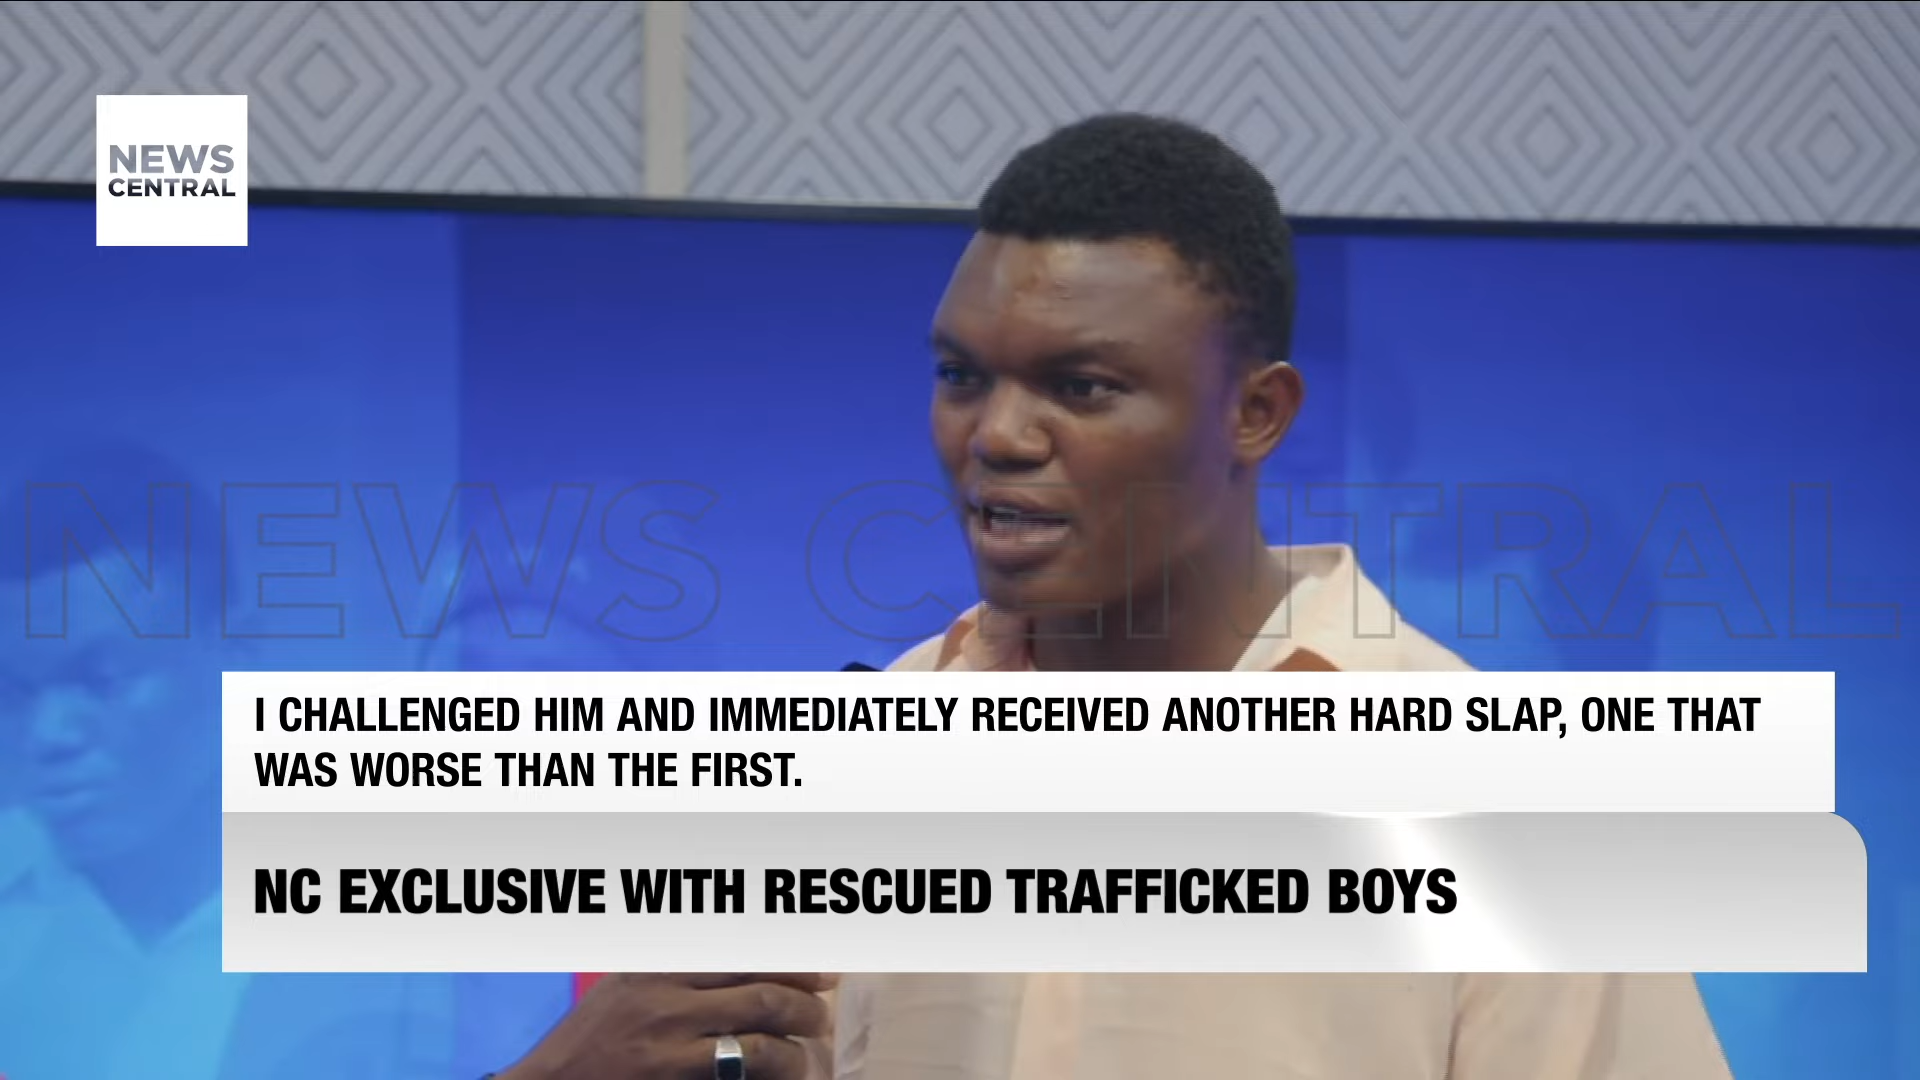 NEWS
CENTRAL
NEWS CENTRAL
I CHALLENGED HIM AND IMMEDIATELY RECEIVED ANOTHER HARD SLAP, ONE THAT
WAS WORSE THAN THE FIRST.
NC EXCLUSIVE WITH RESCUED TRAFFICKED BOYS